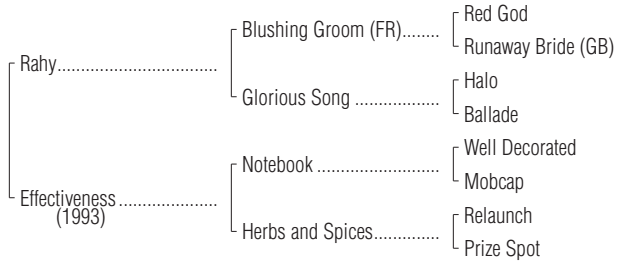 Red God
Blushing Groom (FR)........
Runaway Bride (GB)
Rahy.................................
Halo
Glorious Song .................
Ballade
Well Decorated
Notebook .........................
Mobcap
Effectiveness....................
(1993)
Relaunch
Herbs and Spices.............
Prize Spot